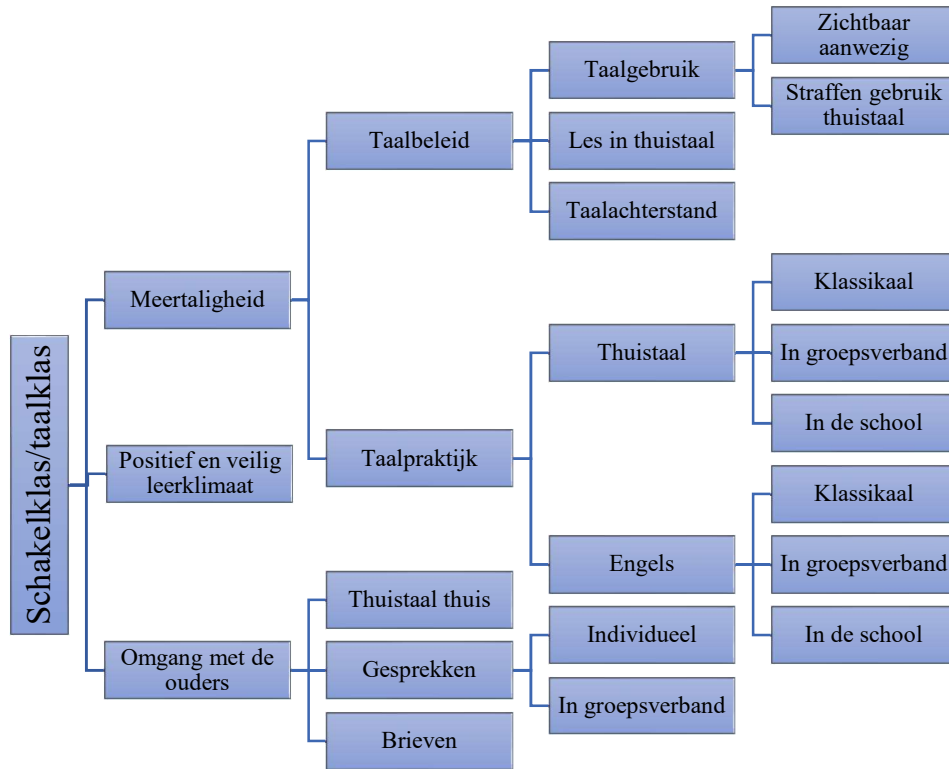 Schakelklas/taalklas
Meertaligheid
Taalbeleid
Taalgebruik
Zichtbaar
aanwezig
Straffen gebruik
thuistaal
Les in thuistaal
Taalachterstand
Taalpraktijk
Thuistaal
Klassikaal
In groepsverband
In de school
Engels
Klassikaal
In groepsverband
In de school
Positief en veilig
leerklimaat
Omgang met de
ouders
Thuistaal thuis
Gesprekken
Individueel
In groepsverband
Brieven